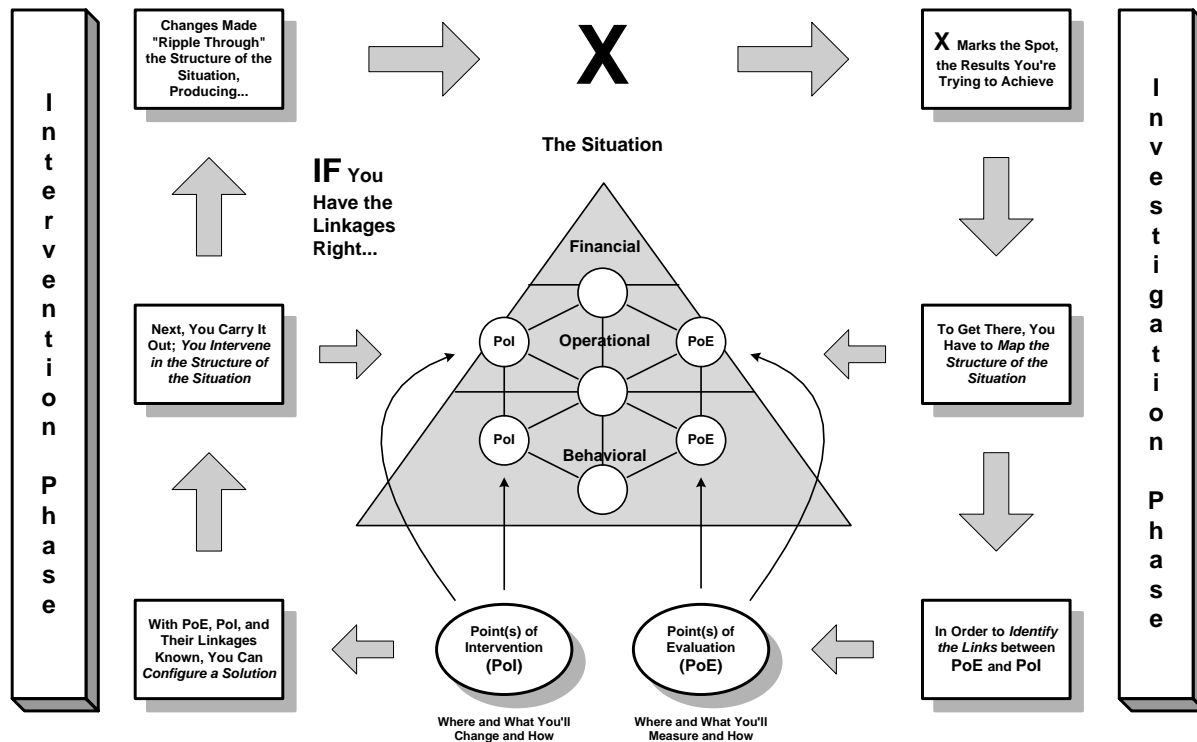 Intervention Phase
Changes Made
"Ripple Through"
the Structure of the
Situation,
Producing...
X
X Marks the Spot,
the Results You're
Trying to Achieve
Investigation Phase
The Situation
IF You
Have the
Linkages
Right...
Financial
Next, You Carry It
Out; You Intervene
in the Structure of
the Situation
PoI
Operational
PoE
To Get There, You
Have to Map the
Structure of the
Situation
PoI
PoE
Behavioral
With PoE, PoI, and
Their Linkages
Known, You Can
Configure a Solution
Point(s) of
Intervention
(PoI)
Point(s) of
Evaluation
(PoE)
In Order to Identify
the Links between
PoE and PoI
Where and What You'll
Change and How
Where and What You'll
Measure and How